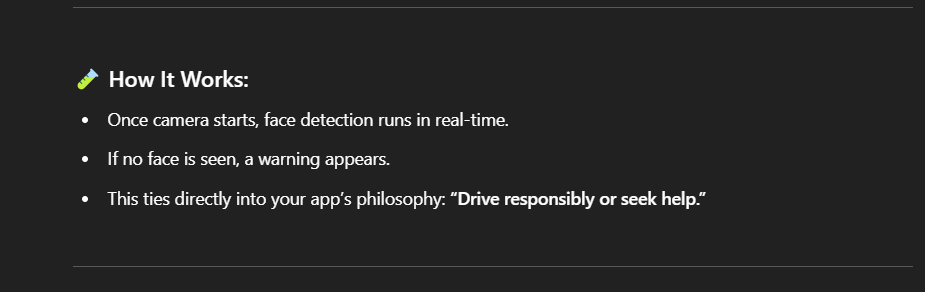 How It Works:
Once camera starts, face detection runs in real-time.
If no face is seen, a warning appears.
This ties directly into your app’s philosophy: “Drive responsibly or seek help.”